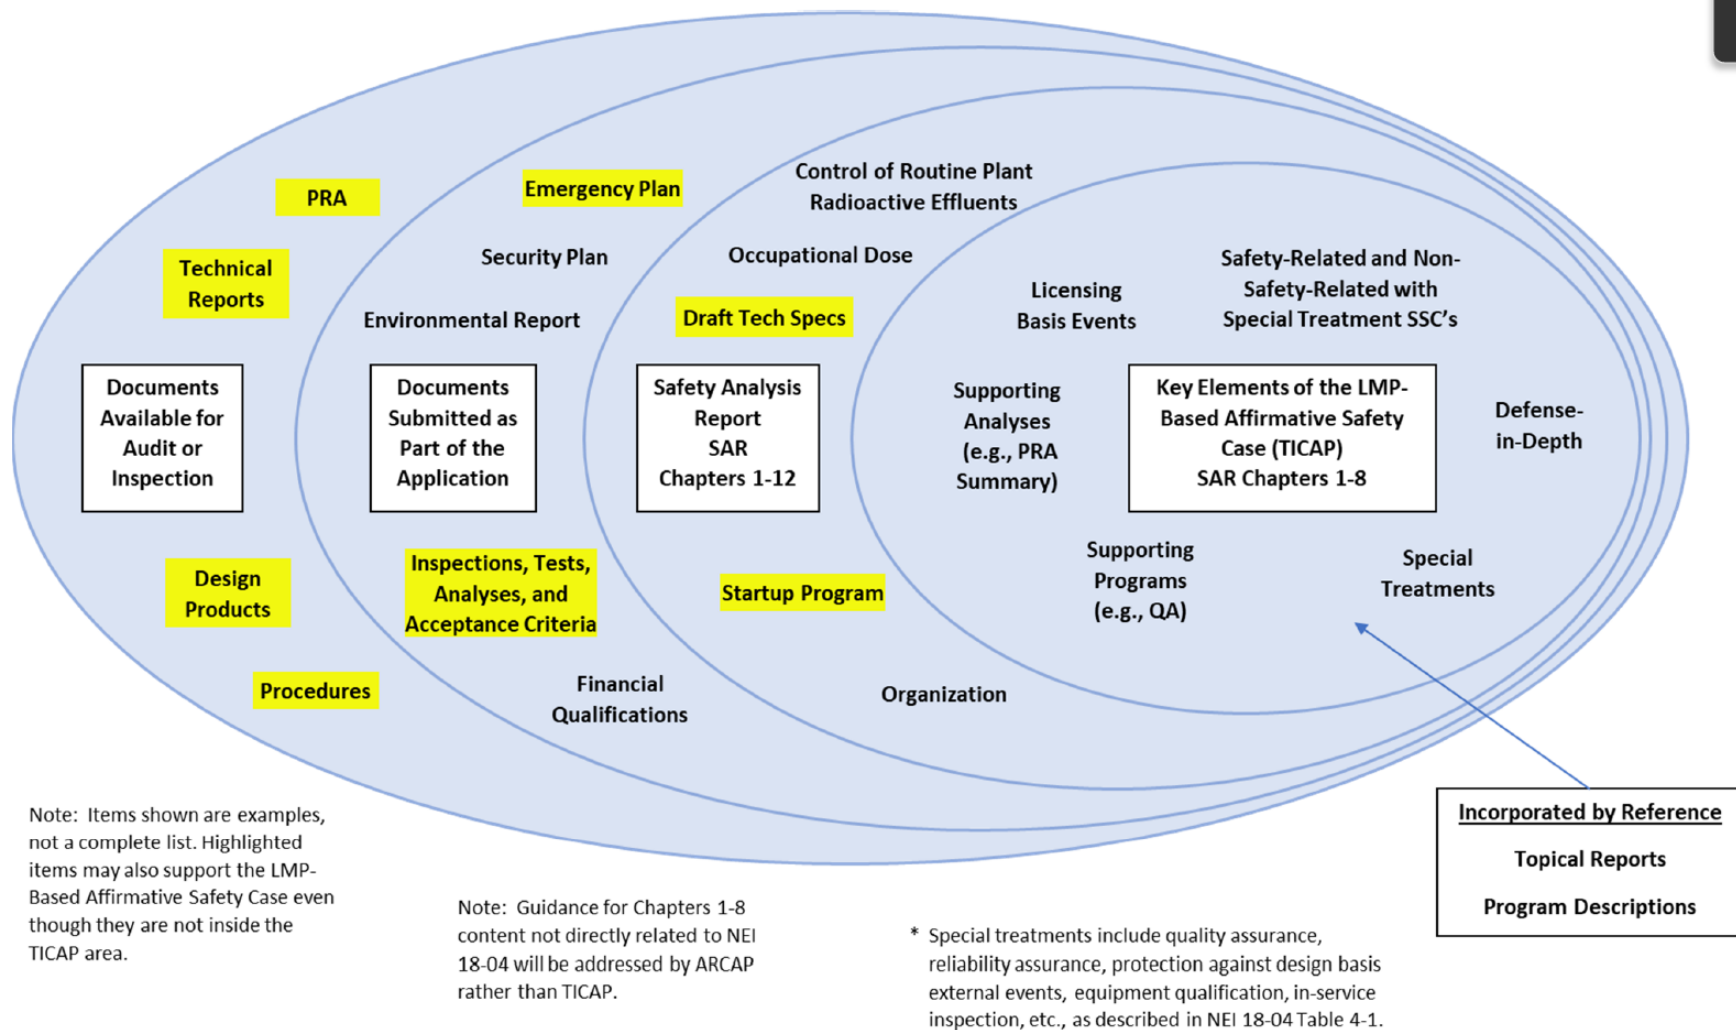 PRA
Technical
Reports
Documents
Available for
Audit or
Inspection
Design
Products
Procedures
Emergency Plan
Security Plan
Environmental Report
Documents
Submitted as
Part of the
Application
Inspections, Tests,
Analyses, and
Acceptance Criteria
Financial
Qualifications
Control of Routine Plant
Radioactive Effluents
Occupational Dose
Draft Tech Specs
Safety Analysis
Report
SAR
Chapters 1-12
Startup Program
Organization
Licensing
Basis Events
Safety-Related and Non-
Safety-Related with
Special Treatment SSC's
Supporting
Analyses
(e.g., PRA
Summary)
Key Elements of the LMP-
Based Affirmative Safety
Case (TICAP)
SAR Chapters 1-8
Defense-
in-Depth
Supporting
Programs
(e.g., QA)
Special
Treatments
Incorporated by Reference
Topical Reports
Program Descriptions
Note: Items shown are examples,
not a complete list. Highlighted
items may also support the LMP-
Based Affirmative Safety Case even
though they are not inside the
TICAP area.
Note: Guidance for Chapters 1-8
content not directly related to NEI
18-04 will be addressed by ARCAP
rather than TICAP.
* Special treatments include quality assurance,
reliability assurance, protection against design basis
external events, equipment qualification, in-service
inspection, etc., as described in NEI 18-04 Table 4-1.